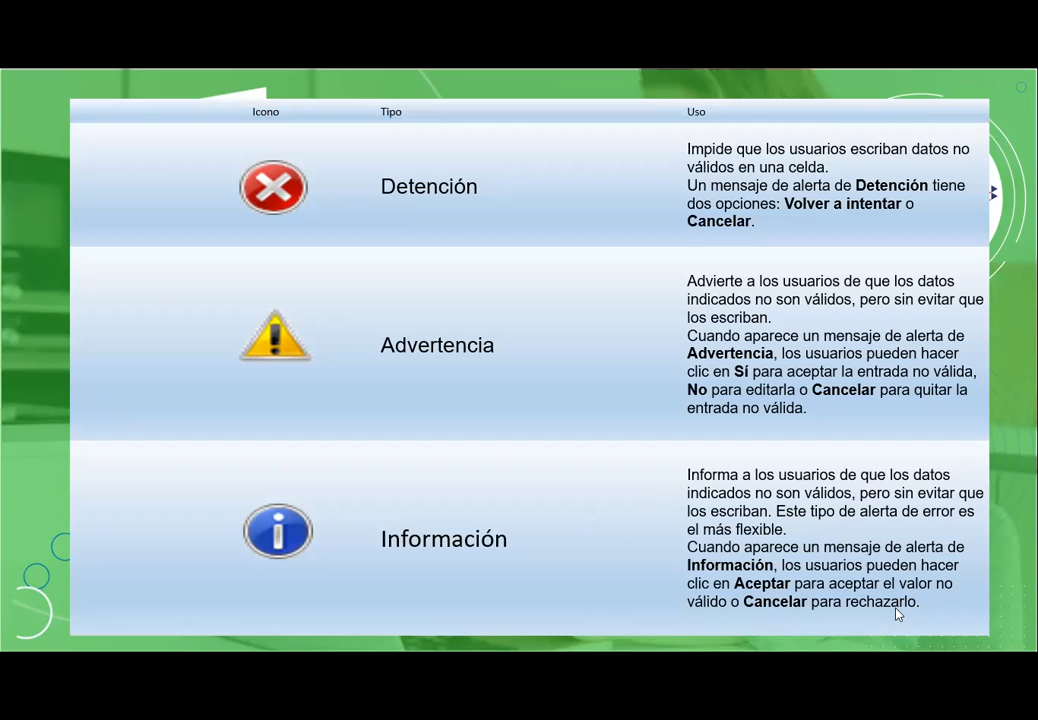 Icono Tipo Uso
Detención
Impide que los usuarios escriban datos no
válidos en una celda.
Un mensaje de alerta de Detención tiene
dos opciones: Volver a intentar o
Cancelar.
Advertencia
Advierte a los usuarios de que los datos
indicados no son válidos, pero sin evitar que
los escriban.
Cuando aparece un mensaje de alerta de
Advertencia, los usuarios pueden hacer
clic en Sí para aceptar la entrada no válida,
No para editarla o Cancelar para quitar la
entrada no válida.
Información
Informa a los usuarios de que los datos
indicados no son válidos, pero sin evitar que
los escriban. Este tipo de alerta de error es
el más flexible.
Cuando aparece un mensaje de alerta de
Información, los usuarios pueden hacer
clic en Aceptar para aceptar el valor no
válido o Cancelar para rechazarlo.